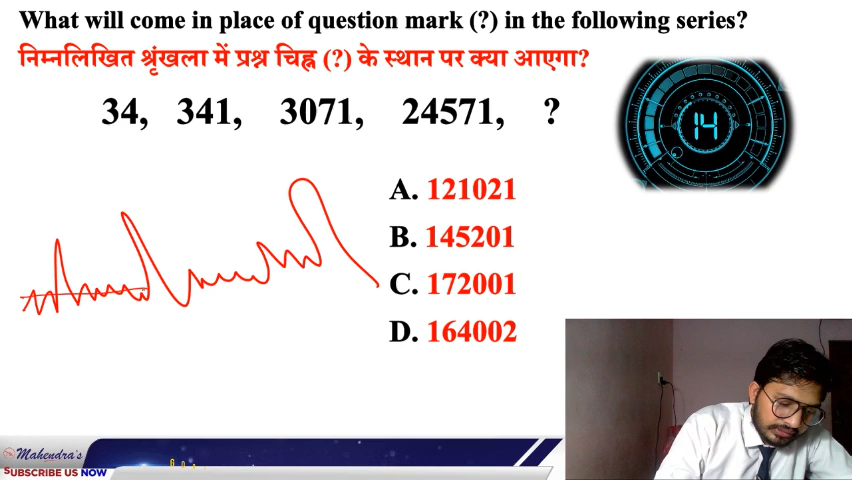 What will come in place of question mark (?) in the following series?
निम्नलिखित श्रृंखला में प्रश्न चिह्न (?) के स्थान पर क्या आएगा?
34, 341, 3071, 24571, ?
14
A. 121021
B. 145201
C. 172001
D. 164002
Mahendra's
SUBSCRIBE US NOW